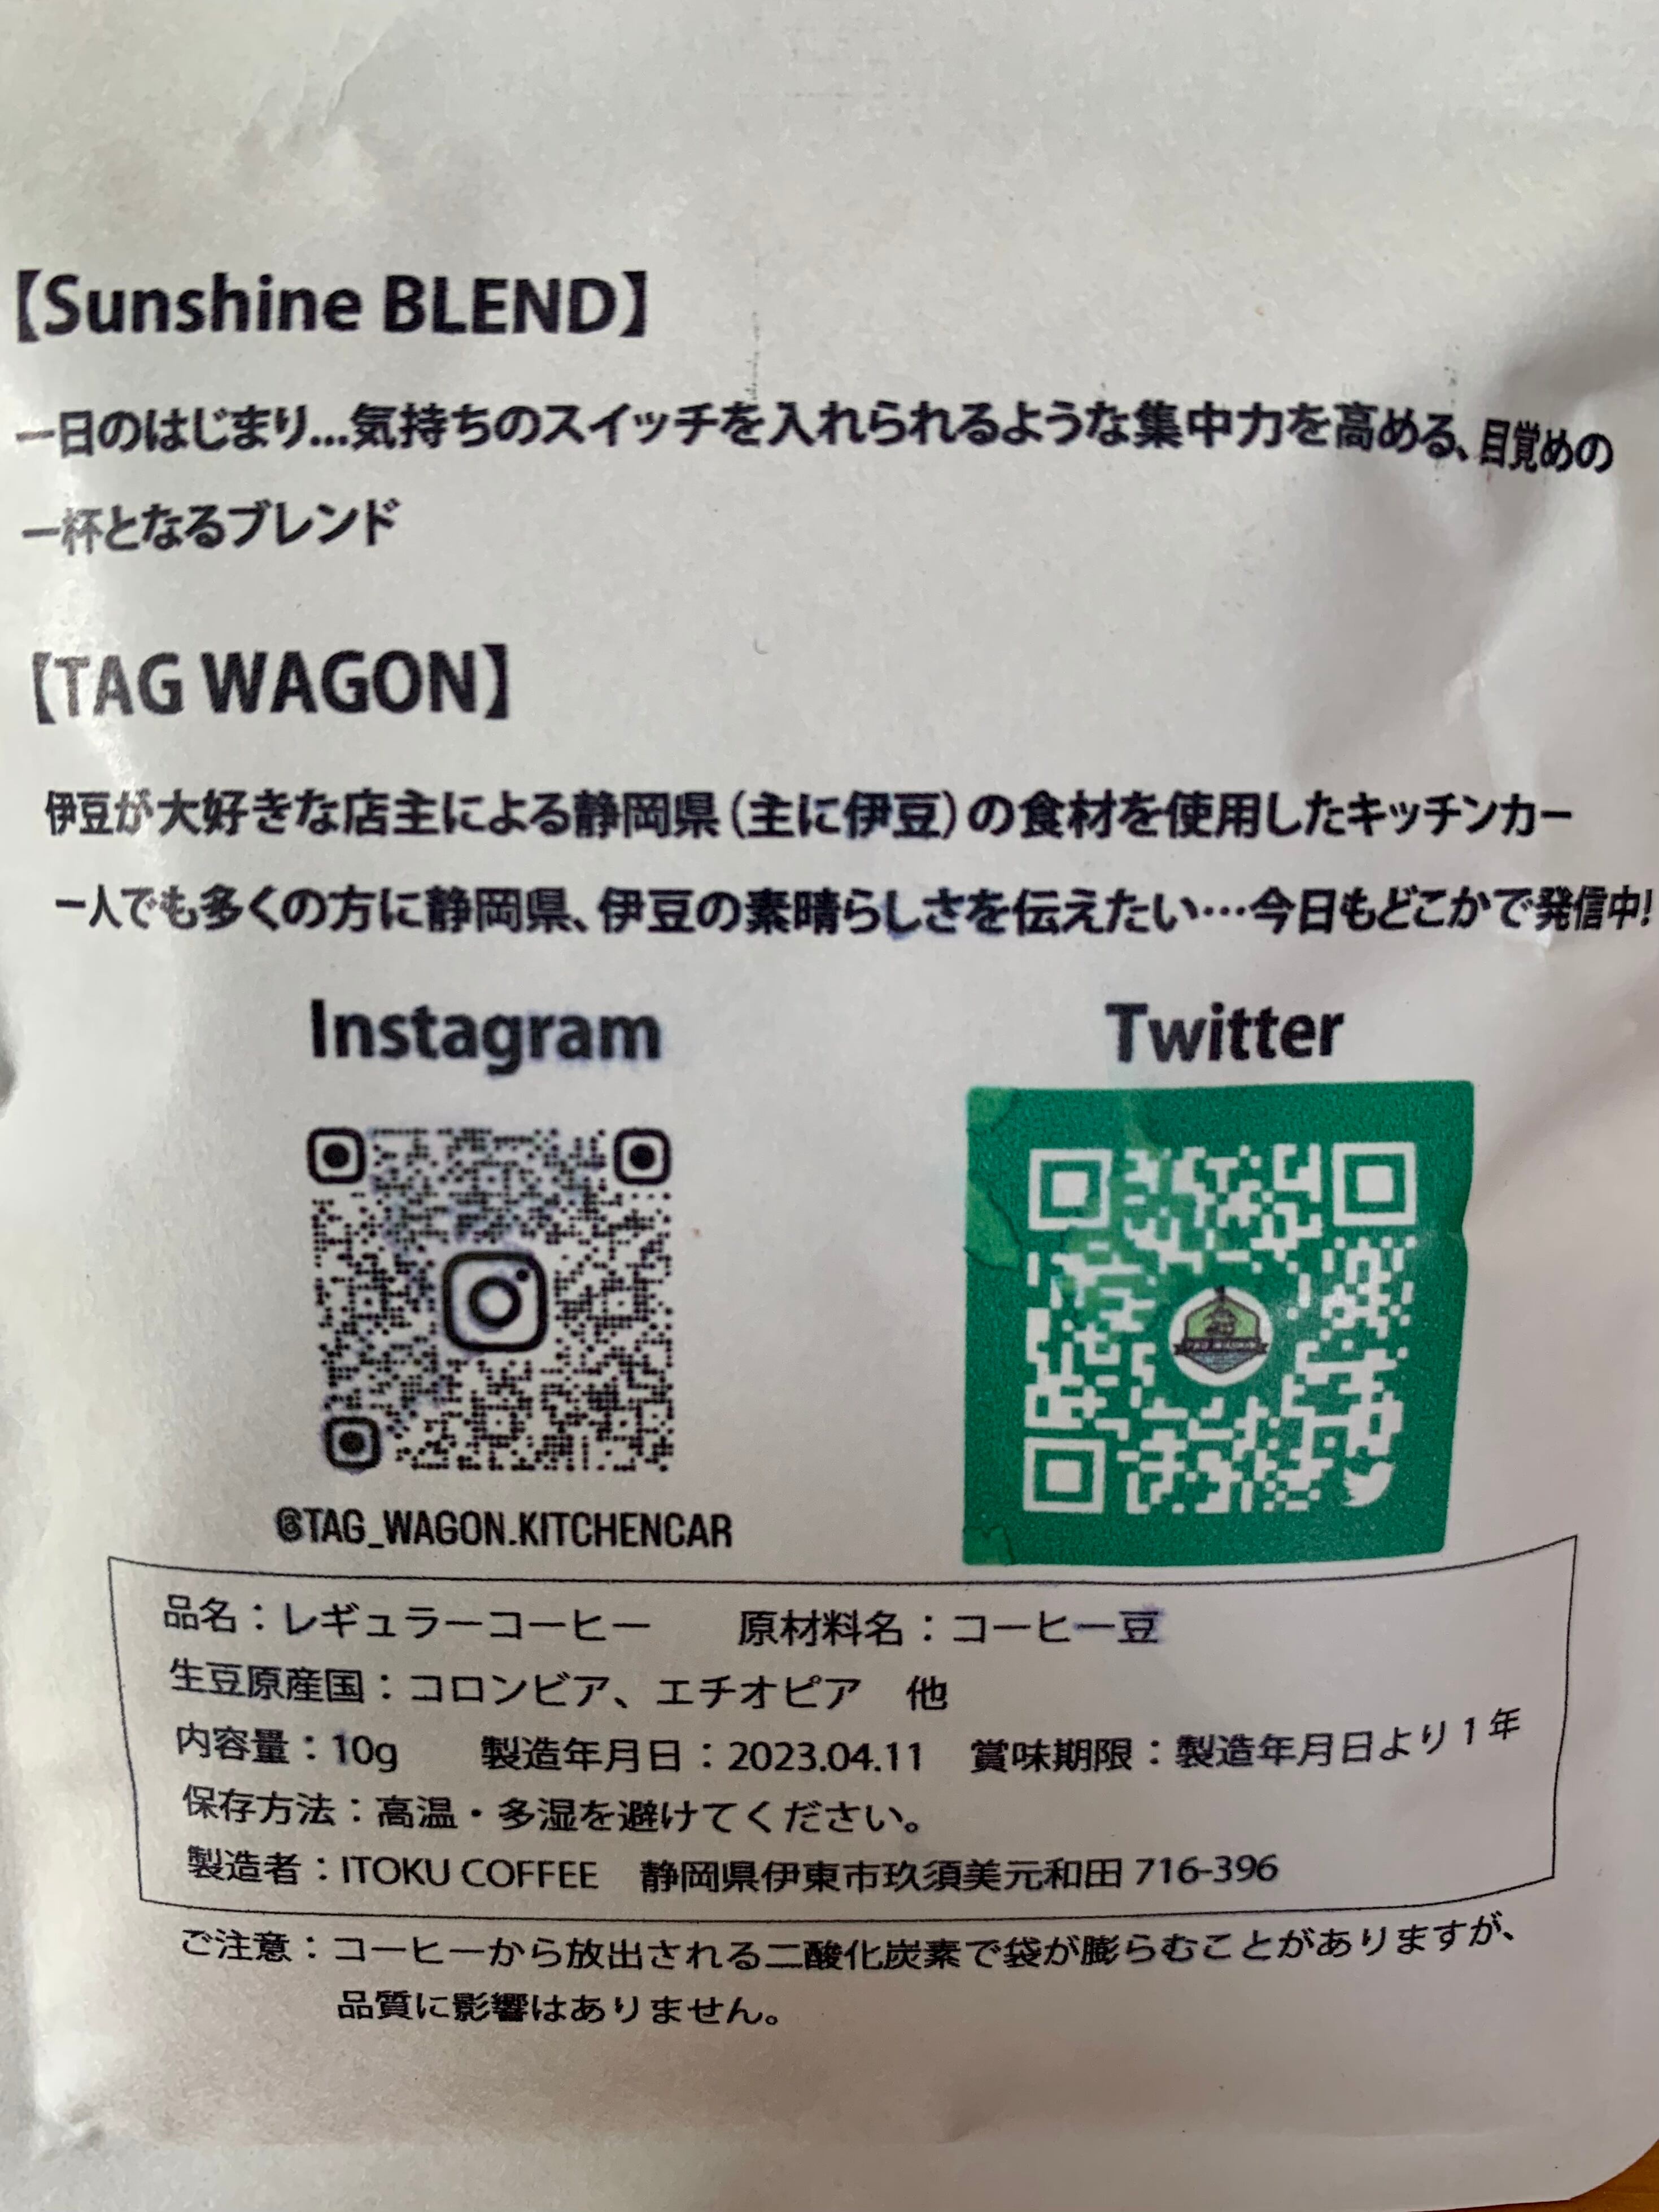 【Sunshine BLEND】
一日のはじまり...気持ちのスイッチを入れられるような集中力を高める、目覚めの
一杯となるブレンド
【TAG WAGON】
伊豆が大好きな店主による静岡県(主に伊豆)の食材を使用したキッチンカー
一人でも多くの方に静岡県、伊豆の素晴らしさを伝えたい…今日もどこかで発信中!
Instagram
Twitter
@TAG_WAGON.KITCHENCAR
品名:レギュラーコーヒー 原材料名:コーヒー豆
生豆原産国:コロンビア、エチオピア 他
内容量:10g 製造年月日:2023.04.11 賞味期限:製造年月日より1年
保存方法:高温・多湿を避けてください。
製造者:ITOKU COFFEE 静岡県伊東市玖須美元和田 716-396
ご注意:コーヒーから放出される二酸化炭素で袋が膨らむことがありますが、
品質に影響はありません。